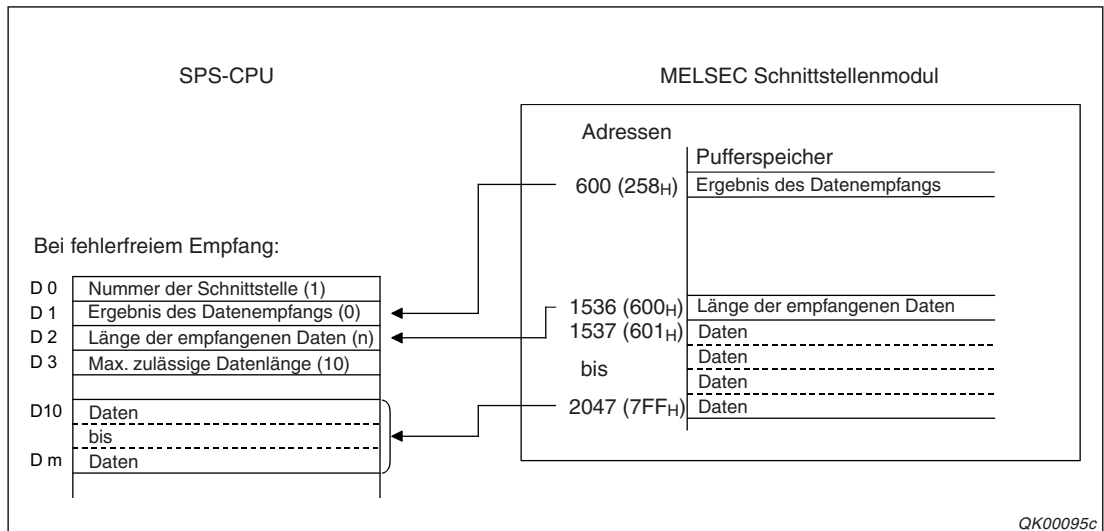 SPS-CPU
MELSEC Schnittstellenmodul
Adressen
Pufferspeicher
600 (258H) Ergebnis des Datenempfangs
Bei fehlerfreiem Empfang:
D 0 Nummer der Schnittstelle (1)
D 1 Ergebnis des Datenempfangs (0)
D 2 Länge der empfangenen Daten (n)
D 3 Max. zulässige Datenlänge (10)
D10 Daten
bis
D m Daten
1536 (600H) Länge der empfangenen Daten
1537 (601H) Daten
Daten
bis
Daten
2047 (7FFH) Daten
QK00095c